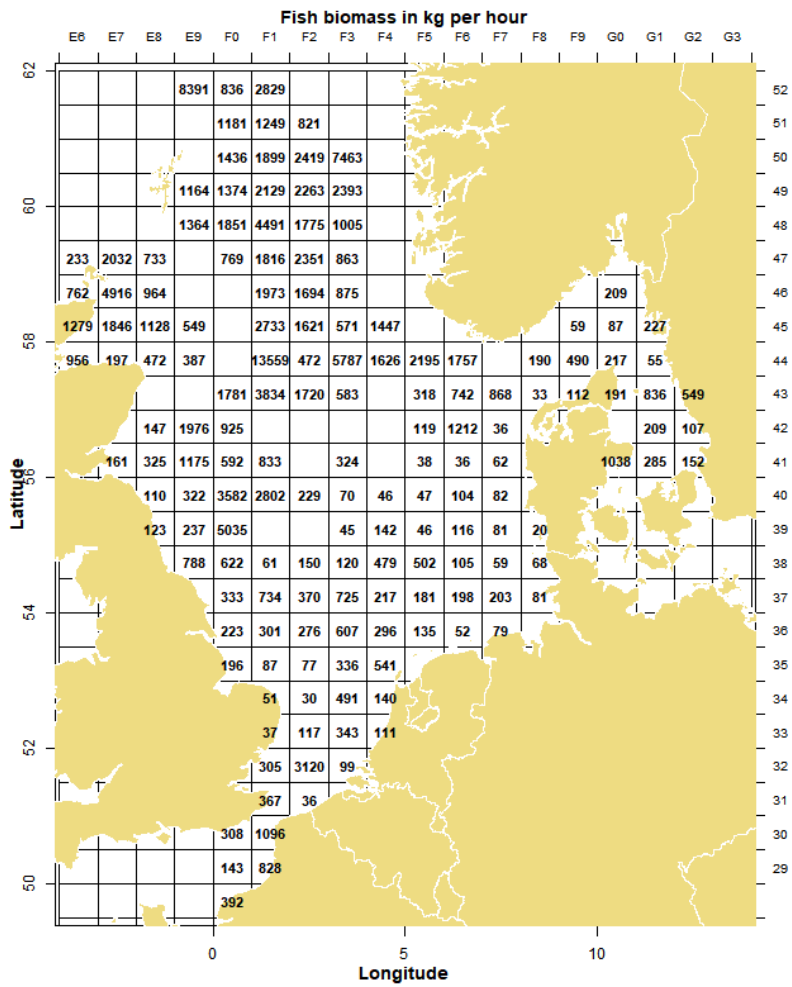 Fish biomass in kg per hour
E6 E7 E8 E9 F0 F1 F2 F3 F4 F5 F6 F7 F8 F9 G0 G1 G2 G3
62
8391 836 2829 52
1181 1249 821 51
1436 1899 2419 7463 50
1164 1374 2129 2263 2393 49
60
1364 1851 4491 1775 1005 48
233 2032 733 769 1816 2351 863 47
762 4916 964 1973 1694 875 209 46
1279 1846 1128 549 2733 1621 571 1447 59 87 227 45
58
956 197 472 387 13559 472 5787 1626 2195 1757 190 490 217 55 44
1781 3834 1720 583 318 742 868 33 112 191 836 549 43
147 1976 925 119 1212 36 209 107 42
161 325 1175 592 833 324 38 36 62 1038 285 152 41
56
Latitude
110 322 3582 2802 229 70 46 47 104 82 40
123 237 5035 45 142 46 116 81 20 39
788 622 61 150 120 479 502 105 59 68 38
333 734 370 725 217 181 198 203 81 37
54
223 301 276 607 296 135 52 79 36
196 87 77 336 541 35
51 30 491 140 34
37 117 343 111 33
52
305 3120 99 32
367 36 31
308 1096 30
143 828 29
50
392
0 5 10
Longitude